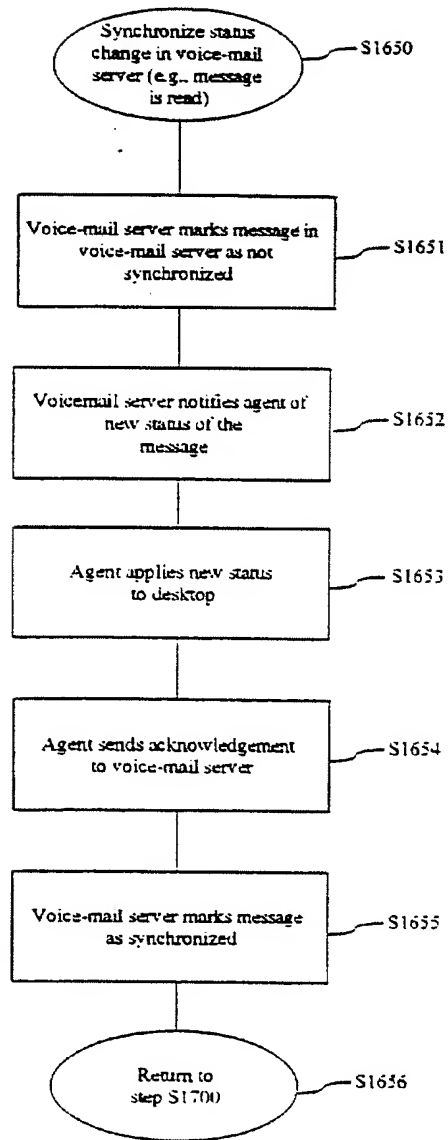 Synchronize status
change in voice-mail
server (e.g., message
is read)
S1650
Voice-mail server marks message in
voice-mail server as not
synchronized
S1651
Voicemail server notifies agent of
new status of the
message
S1652
Agent applies new status
to desktop
S1653
Agent sends acknowledgement
to voice-mail server
S1654
Voice-mail server marks message
as synchronized
S1655
Return to
step S1700
S1656